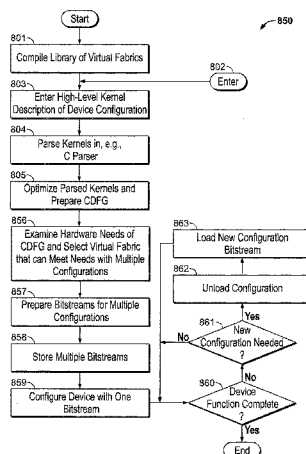 850
Start
801
Compile Library of Virtual Fabrics
802
Enter
803
Enter High-Level Kernel
Description of Device Configuration
804
Parse Kernels in, e.g.,
C Parser
805
Optimize Parsed Kernels and
Prepare CDFG
856
Examine Hardware Needs of
CDFG and Select Virtual Fabric
that can Meet Needs with Multiple
Configurations
857
Prepare Bitstreams for Multiple
Configurations
858
Store Multiple Bitstreams
859
Configure Device with One
Bitstream
863
Load New Configuration
Bitstream
862
Unload Configuration
Yes
861
No
New
Configuration Needed
?
No
860
Device
Function Complete
?
Yes
End